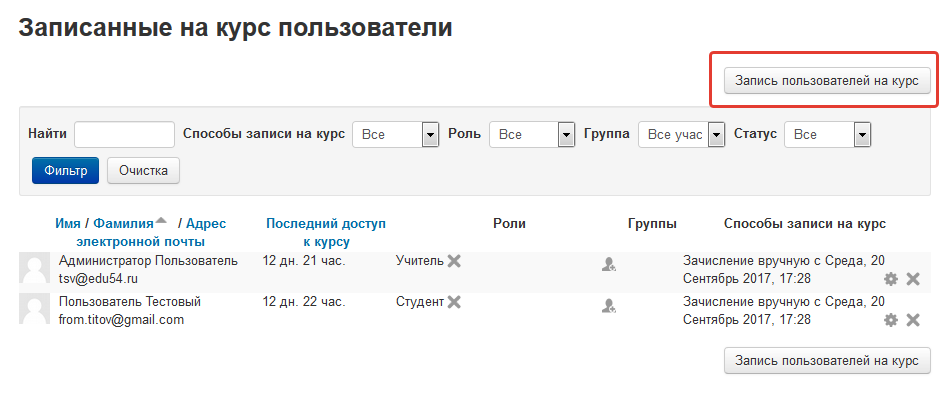 Записанные на курс пользователи
Запись пользователей на курс
Найти Способы записи на курс Все Роль Все Группа Все учас Статус Все
Фильтр Очистка
Имя / Фамилия / Адрес электронной почты
Последний доступ к курсу
Роли
Группы
Способы записи на курс
Администратор Пользователь 12 дн. 21 час. Учитель Зачисление вручную с Среда, 20
tsv@edu54.ru Сентябрь 2017, 17:28
Пользователь Тестовый 12 дн. 22 час. Студент Зачисление вручную с Среда, 20
from.titov@gmail.com Сентябрь 2017, 17:28
Запись пользователей на курс